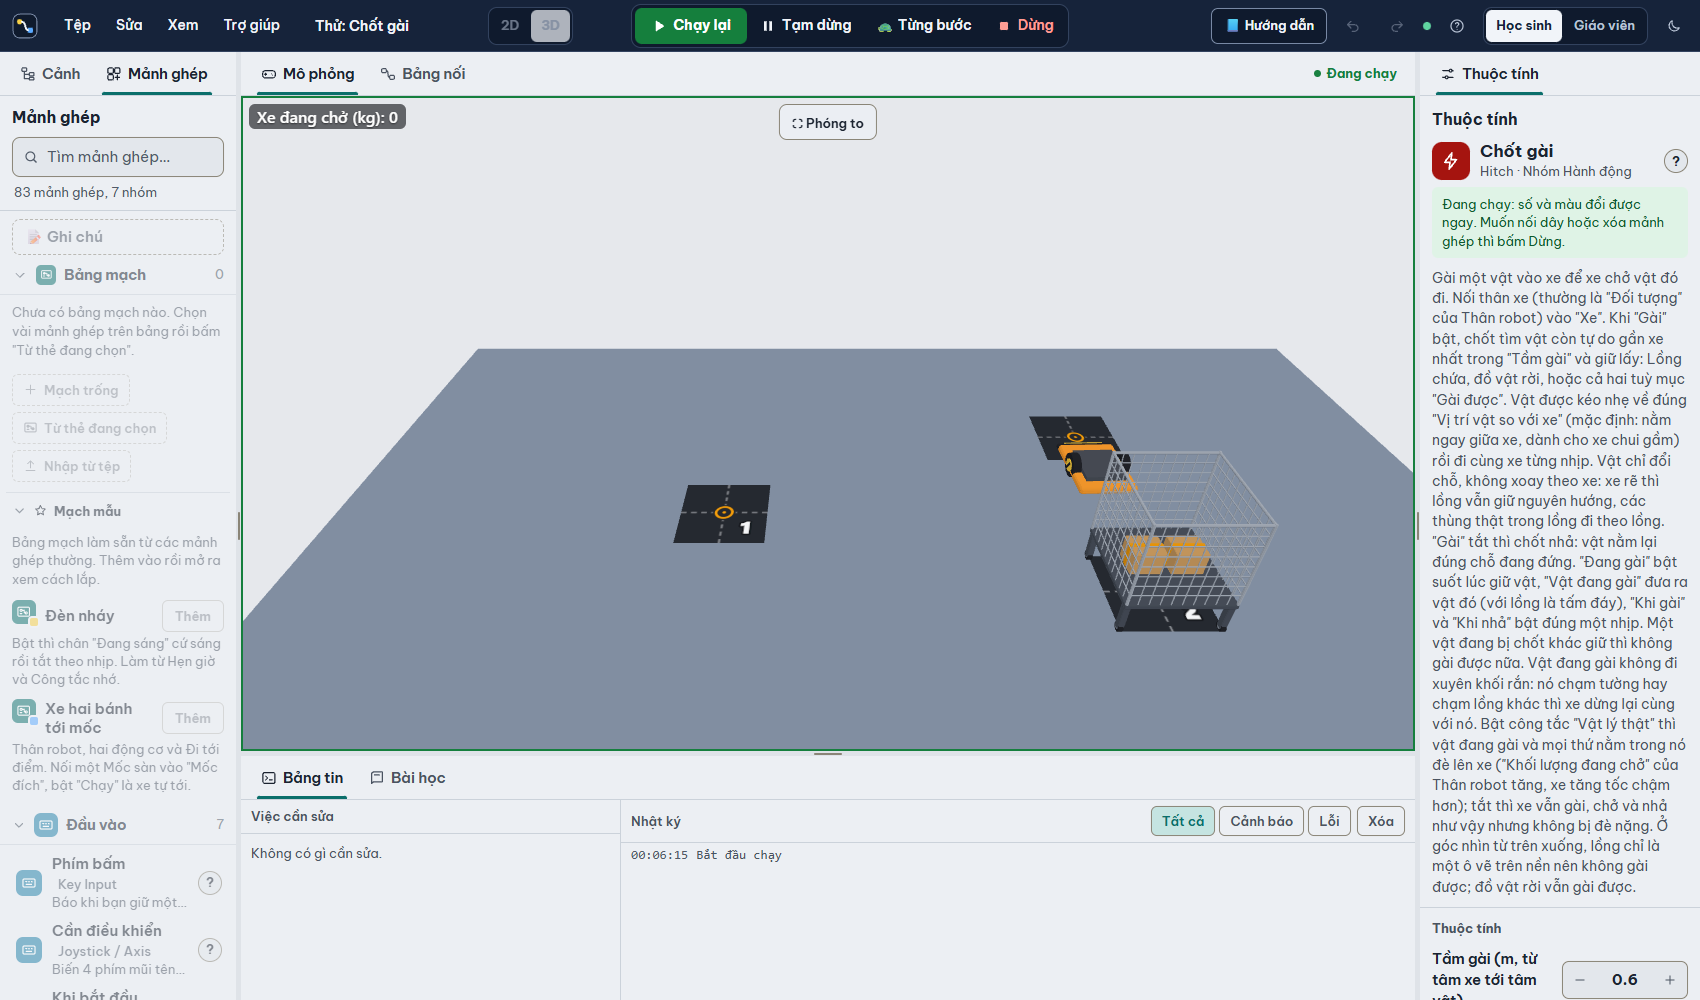 Tệp
Sửa
Xem
Trợ giúp
Thử: Chốt gài
2D
3D
Chạy lại
Tạm dừng
Từng bước
Dừng
Hướng dẫn
Học sinh
Giáo viên
Cảnh
Mảnh ghép
Mô phỏng
Bảng nối
Đang chạy
Thuộc tính
Mảnh ghép
Tìm mảnh ghép...
83 mảnh ghép, 7 nhóm
Ghi chú
Bảng mạch
0
Chưa có bảng mạch nào. Chọn
vài mảnh ghép trên bảng rồi bấm
"Từ thẻ đang chọn".
Mạch trống
Từ thẻ đang chọn
Nhập từ tệp
Mạch mẫu
Bảng mạch làm sẵn từ các mảnh
ghép thường. Thêm vào rồi mở ra
xem cách lắp.
Đèn nháy
Thêm
Bật thì chân "Đang sáng" cứ sáng
rồi tắt theo nhịp. Làm từ Hẹn giờ
và Công tắc nhớ.
Xe hai bánh
tới mốc
Thêm
Thân robot, hai động cơ và Đi tới
điểm. Nối một Mốc sàn vào "Mốc
đích", bật "Chạy" là xe tự tới.
Đầu vào
7
Phím bấm
Key Input
Báo khi bạn giữ một...
?
Cần điều khiển
Joystick / Axis
Biến 4 phím mũi tên...
?
Khi bắt đầu
Xe đang chở (kg): 0
Phóng to
1
2
Bảng tin
Bài học
Việc cần sửa
Không có gì cần sửa.
Nhật ký
Tất cả
Cảnh báo
Lỗi
Xóa
00:06:15 Bắt đầu chạy
Thuộc tính
Chốt gài
Hitch · Nhóm Hành động
?
Đang chạy: số và màu đổi được
ngay. Muốn nối dây hoặc xóa mảnh
ghép thì bấm Dừng.
Gài một vật vào xe để xe chở vật đó
đi. Nối thân xe (thường là "Đối tượng"
của Thân robot) vào "Xe". Khi "Gài"
bật, chốt tìm vật còn tự do gần xe
nhất trong "Tầm gài" và giữ lấy: Lồng
chứa, đồ vật rời, hoặc cả hai tuỳ mục
"Gài được". Vật được kéo nhẹ về đúng
"Vị trí vật so với xe" (mặc định: nằm
ngay giữa xe, dành cho xe chui gầm)
rồi đi cùng xe từng nhịp. Vật chỉ đổi
chỗ, không xoay theo xe: xe rẽ thì
lồng vẫn giữ nguyên hướng, các
thùng thật trong lồng đi theo lồng.
"Gài" tắt thì chốt nhả: vật nằm lại
đúng chỗ đang đứng. "Đang gài" bật
suốt lúc giữ vật, "Vật đang gài" đưa ra
vật đó (với lồng là tấm đáy), "Khi gài"
và "Khi nhả" bật đúng một nhịp. Một
vật đang bị chốt khác giữ thì không
gài được nữa. Vật đang gài không đi
xuyên khối rắn: nó chạm tường hay
chạm lồng khác thì xe dừng lại cùng
với nó. Bật công tắc "Vật lý thật" thì
vật đang gài và mọi thứ nằm trong nó
đè lên xe ("Khối lượng đang chở" của
Thân robot tăng, xe tăng tốc chậm
hơn); tắt thì xe vẫn gài, chở và nhả
như vậy nhưng không bị đè nặng. Ở
góc nhìn từ trên xuống, lồng chỉ là
một ô vẽ trên nền nên không gài
được; đồ vật rời vẫn gài được.
Thuộc tính
Tầm gài (m, từ
tâm xe tới tâm
vật)
0.6